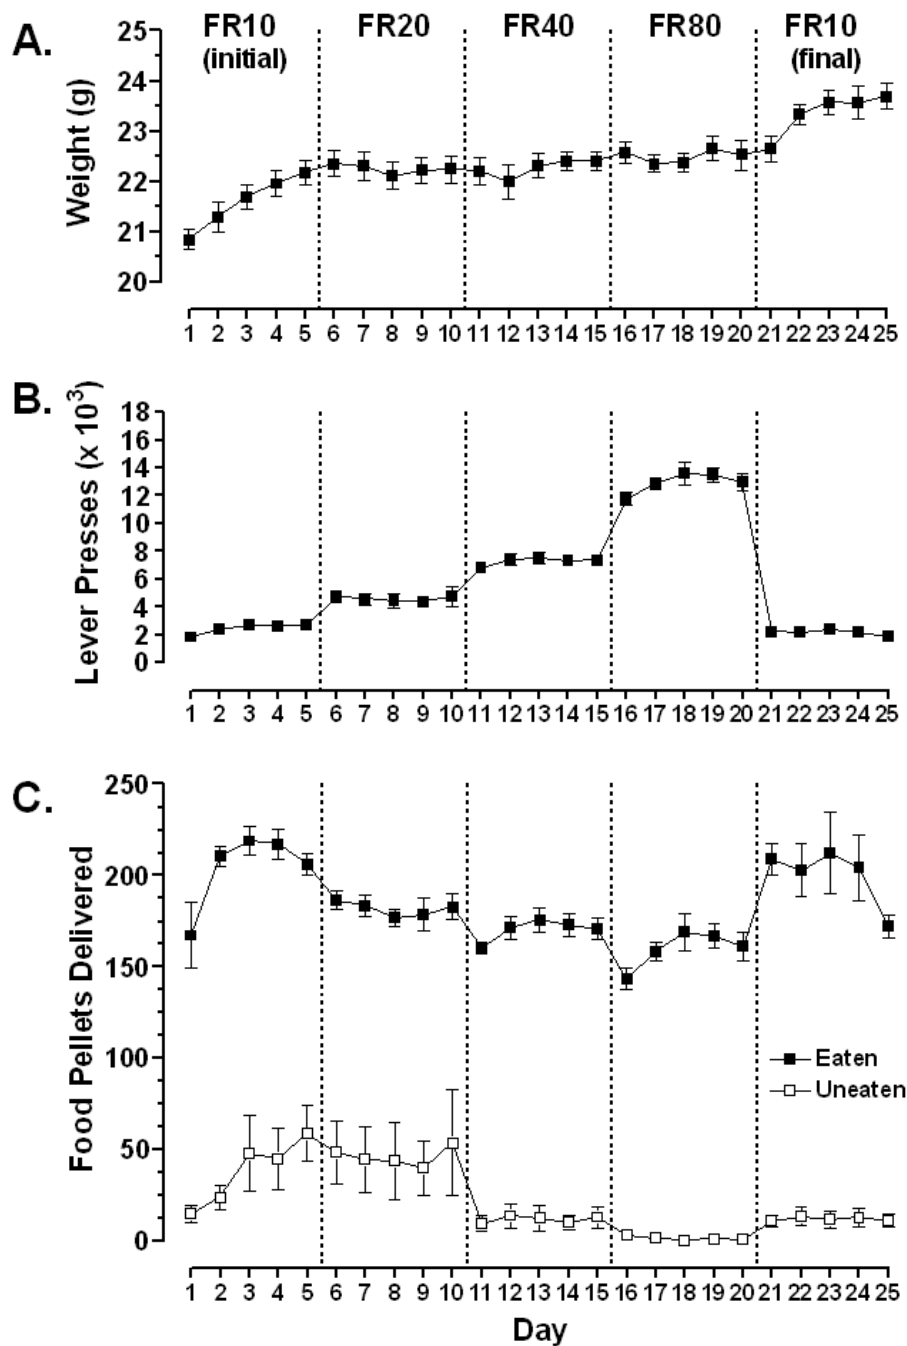 A.
FR10 FR20 FR40 FR80 FR10
(initial) (final)
Weight (g)
25
24
23
22
21
20
1 2 3 4 5 6 7 8 9 10 11 12 13 14 15 16 17 18 19 20 21 22 23 24 25
B.
Lever Presses (x 10³)
18
16
14
12
10
8
6
4
2
0
1 2 3 4 5 6 7 8 9 10 11 12 13 14 15 16 17 18 19 20 21 22 23 24 25
C.
Food Pellets Delivered
250
200
150
100
50
0
Eaten
Uneaten
1 2 3 4 5 6 7 8 9 10 11 12 13 14 15 16 17 18 19 20 21 22 23 24 25
Day